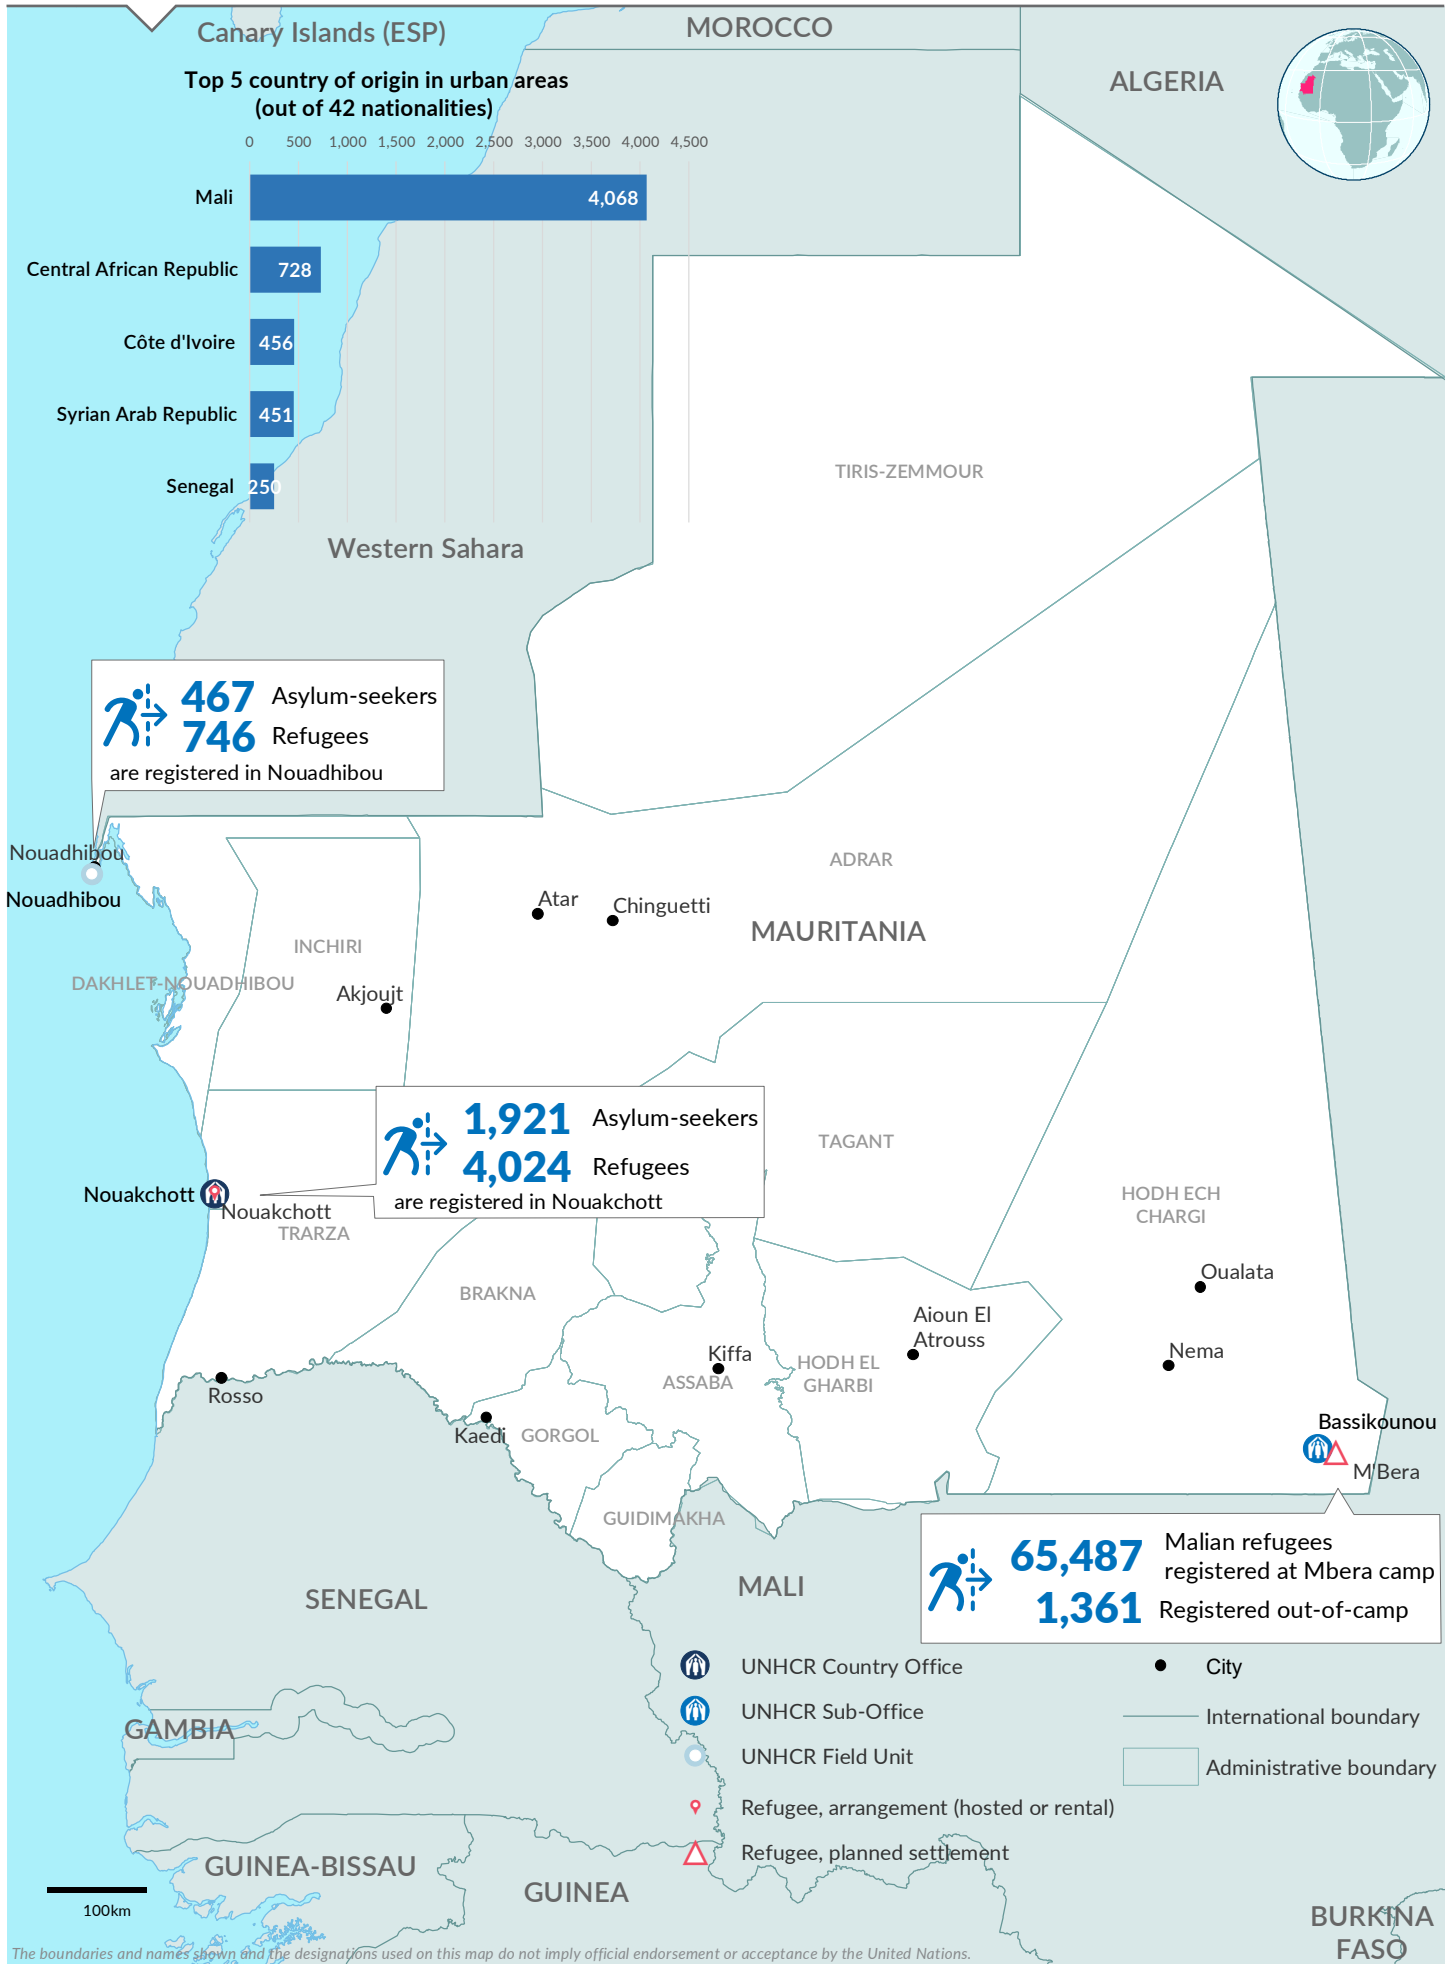 Canary Islands (ESP)
MOROCCO
ALGERIA
Top 5 country of origin in urban areas
(out of 42 nationalities)
0 500 1,000 1,500 2,000 2,500 3,000 3,500 4,000 4,500
Mali 4,068
Central African Republic 728
Côte d'Ivoire 456
Syrian Arab Republic 451
Senegal 250
TIRIS-ZEMMOUR
Western Sahara
467 Asylum-seekers
746 Refugees
are registered in Nouadhibou
Nouadhibou
Nouadhibou
ADRAR
Atar
Chinguetti
MAURITANIA
INCHIRI
DAKHLET-NOUADHIBOU
Akjoujt
1,921 Asylum-seekers
4,024 Refugees
are registered in Nouakchott
TAGANT
Nouakchott
Nouakchott
TRARZA
HODH ECH
CHARGI
Oualata
BRAKNA
Aioun El
Atrouss
Kiffa
ASSABA
HODH EL
GHARBI
Nema
Rosso
Kaedi
GORGOL
Bassikounou
M'Bera
GUIDIMAKHA
65,487 Malian refugees
registered at Mbera camp
1,361 Registered out-of-camp
SENEGAL
MALI
UNHCR Country Office
UNHCR Sub-Office
UNHCR Field Unit
Refugee, arrangement (hosted or rental)
Refugee, planned settlement
City
International boundary
Administrative boundary
GAMBIA
GUINEA-BISSAU
GUINEA
BURKINA
FASO
100km
The boundaries and names shown and the designations used on this map do not imply official endorsement or acceptance by the United Nations.